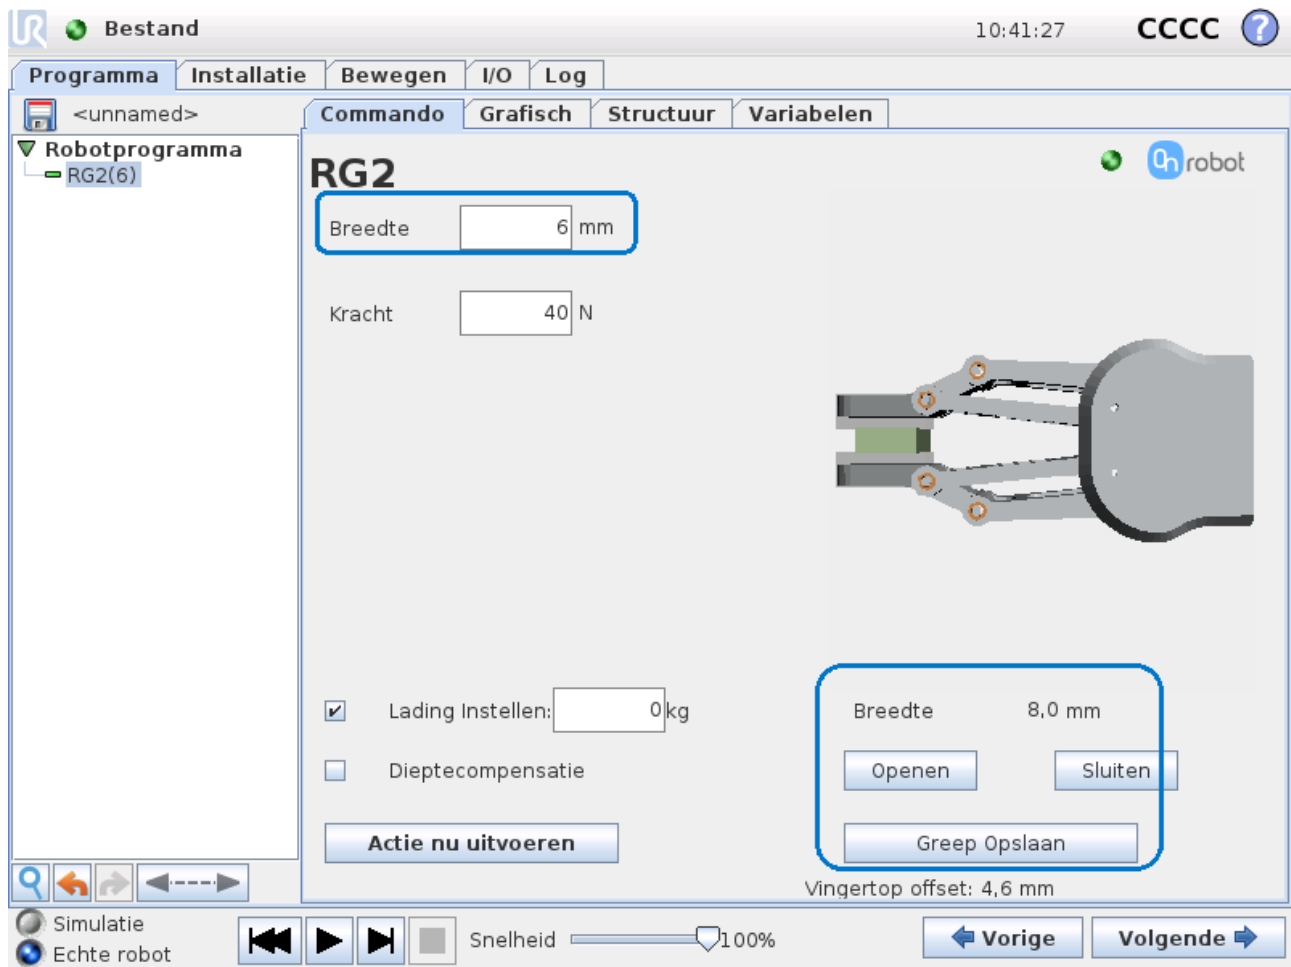 Bestand
10:41:27
CCCC
?
Programma
Installatie
Bewegen
I/O
Log
<unnamed>
Commando
Grafisch
Structuur
Variabelen
Robotprogramma
RG2(6)
RG2
On robot
Breedte 6 mm
Kracht 40 N
Lading Instellen: 0 kg
Breedte 8,0 mm
Dieptecompensatie
Openen
Sluiten
Actie nu uitvoeren
Greep Opslaan
Vingertop offset: 4,6 mm
Simulatie
Echte robot
Snelheid 100%
Vorige
Volgende